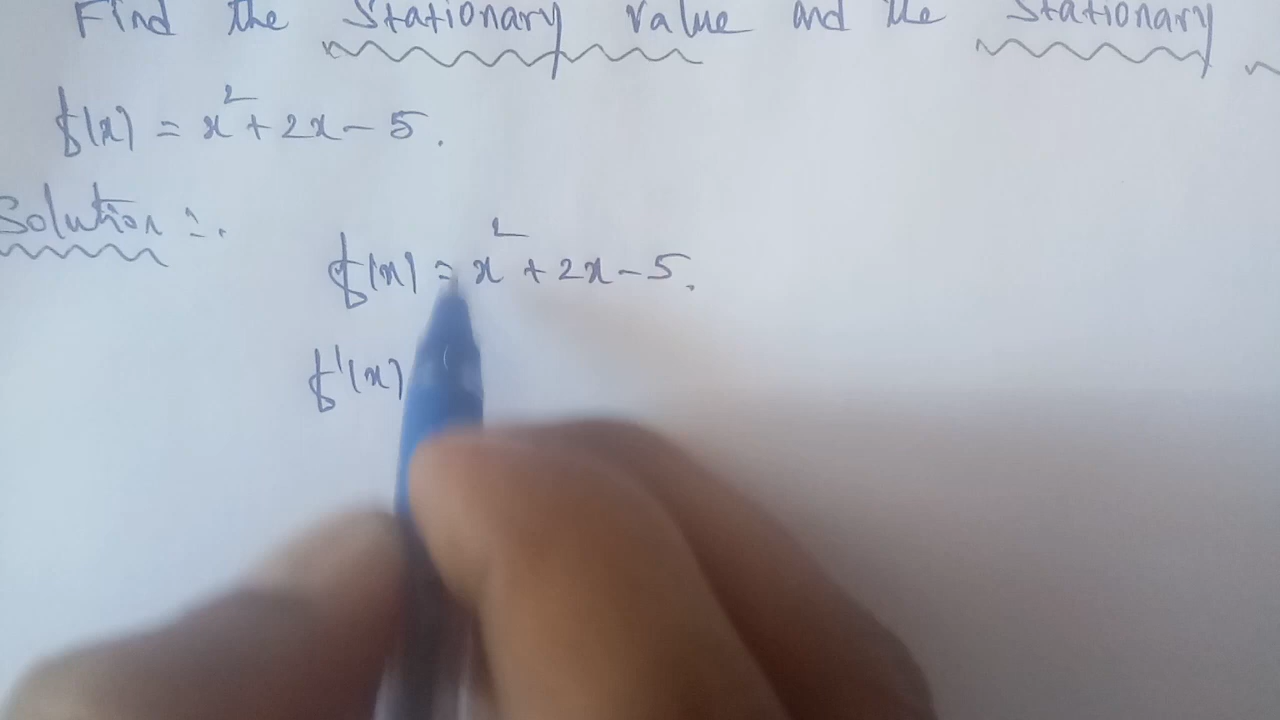 Find the Stationary value and the Stationary
f(x) = x² + 2x - 5.
Solution :-
f(x) = x² + 2x - 5.
f'(x)